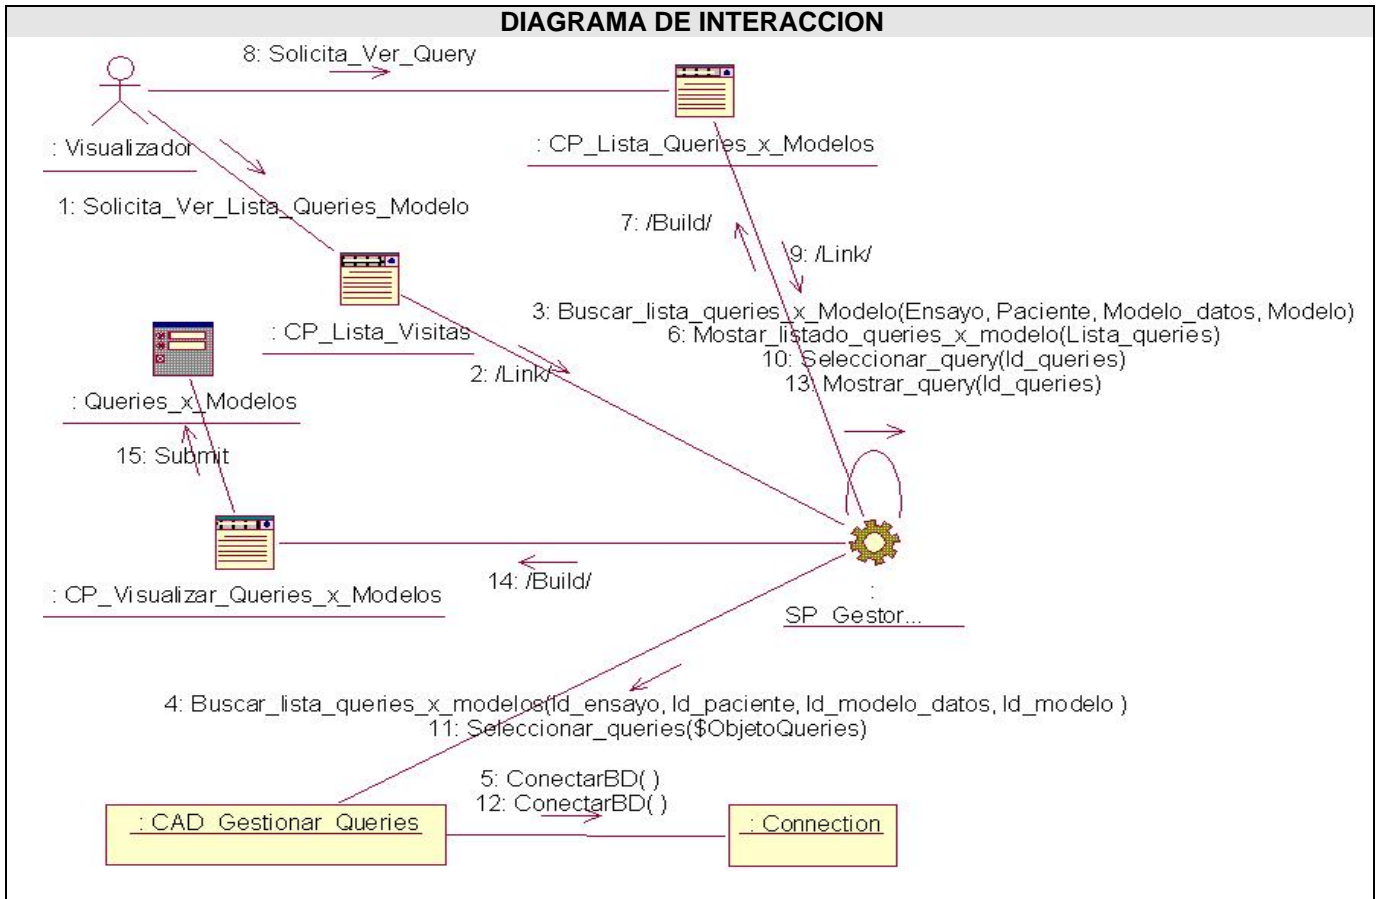 DIAGRAMA DE INTERACCION
8: Solicita_Ver_Query
: Visualizador
: CP_Lista_Queries_x_Modelos
1: Solicita_Ver_Lista_Queries_Modelo
7: /Build/
9: /Link/
3: Buscar_lista_queries_x_Modelo(Ensayo, Paciente, Modelo_datos, Modelo)
: CP_Lista_Visitas
6: Mostar_listado_queries_x_modelo(Lista_queries)
10: Seleccionar_query(Id_queries)
2: /Link/
13: Mostrar_query(Id_queries)
: Queries_x_Modelos
15: Submit
14: /Build/
: CP_Visualizar_Queries_x_Modelos
:
SP_Gestor...
4: Buscar_lista_queries_x_modelos(Id_ensayo, Id_paciente, Id_modelo_datos, Id_modelo )
11: Seleccionar_queries($ObjetoQueries)
5: ConectarBD( )
12: ConectarBD( )
: CAD_Gestionar_Queries
: Connection